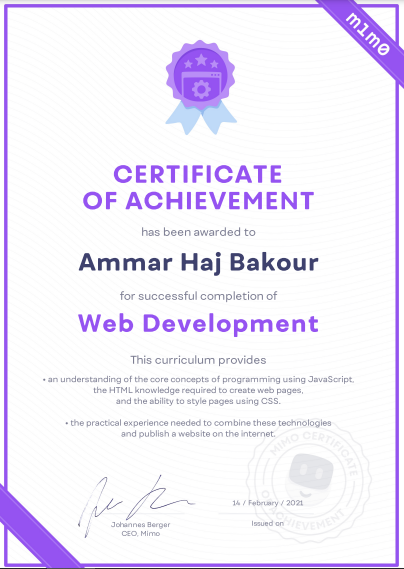 mimo
CERTIFICATE
OF ACHIEVEMENT
has been awarded to
Ammar Haj Bakour
for successful completion of
Web Development
This curriculum provides
• an understanding of the core concepts of programming using JavaScript,
the HTML knowledge required to create web pages,
and the ability to style pages using CSS.
• the practical experience needed to combine these technologies
and publish a website on the internet.
MIMO CERTIFICATE
OF ACHIEVEMENT
14 / February / 2021
Johannes Berger
CEO, Mimo
Issued on